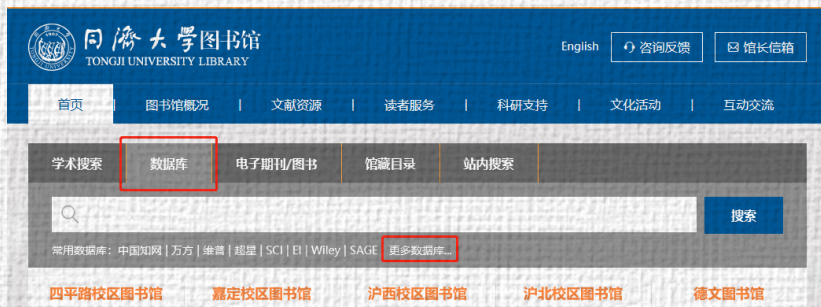 同济大学图书馆
TONGJI UNIVERSITY LIBRARY
English 咨询反馈 馆长信箱
首页 | 图书馆概况 | 文献资源 | 读者服务 | 科研支持 | 文化活动 | 互动交流
学术搜索 数据库 电子期刊/图书 馆藏目录 站内搜索
搜索
常用数据库：中国知网 | 万方 | 维普 | 超星 | SCI | EI | Wiley | SAGE 更多数据库...
四平路校区图书馆 嘉定校区图书馆 沪西校区图书馆 沪北校区图书馆 德文图书馆